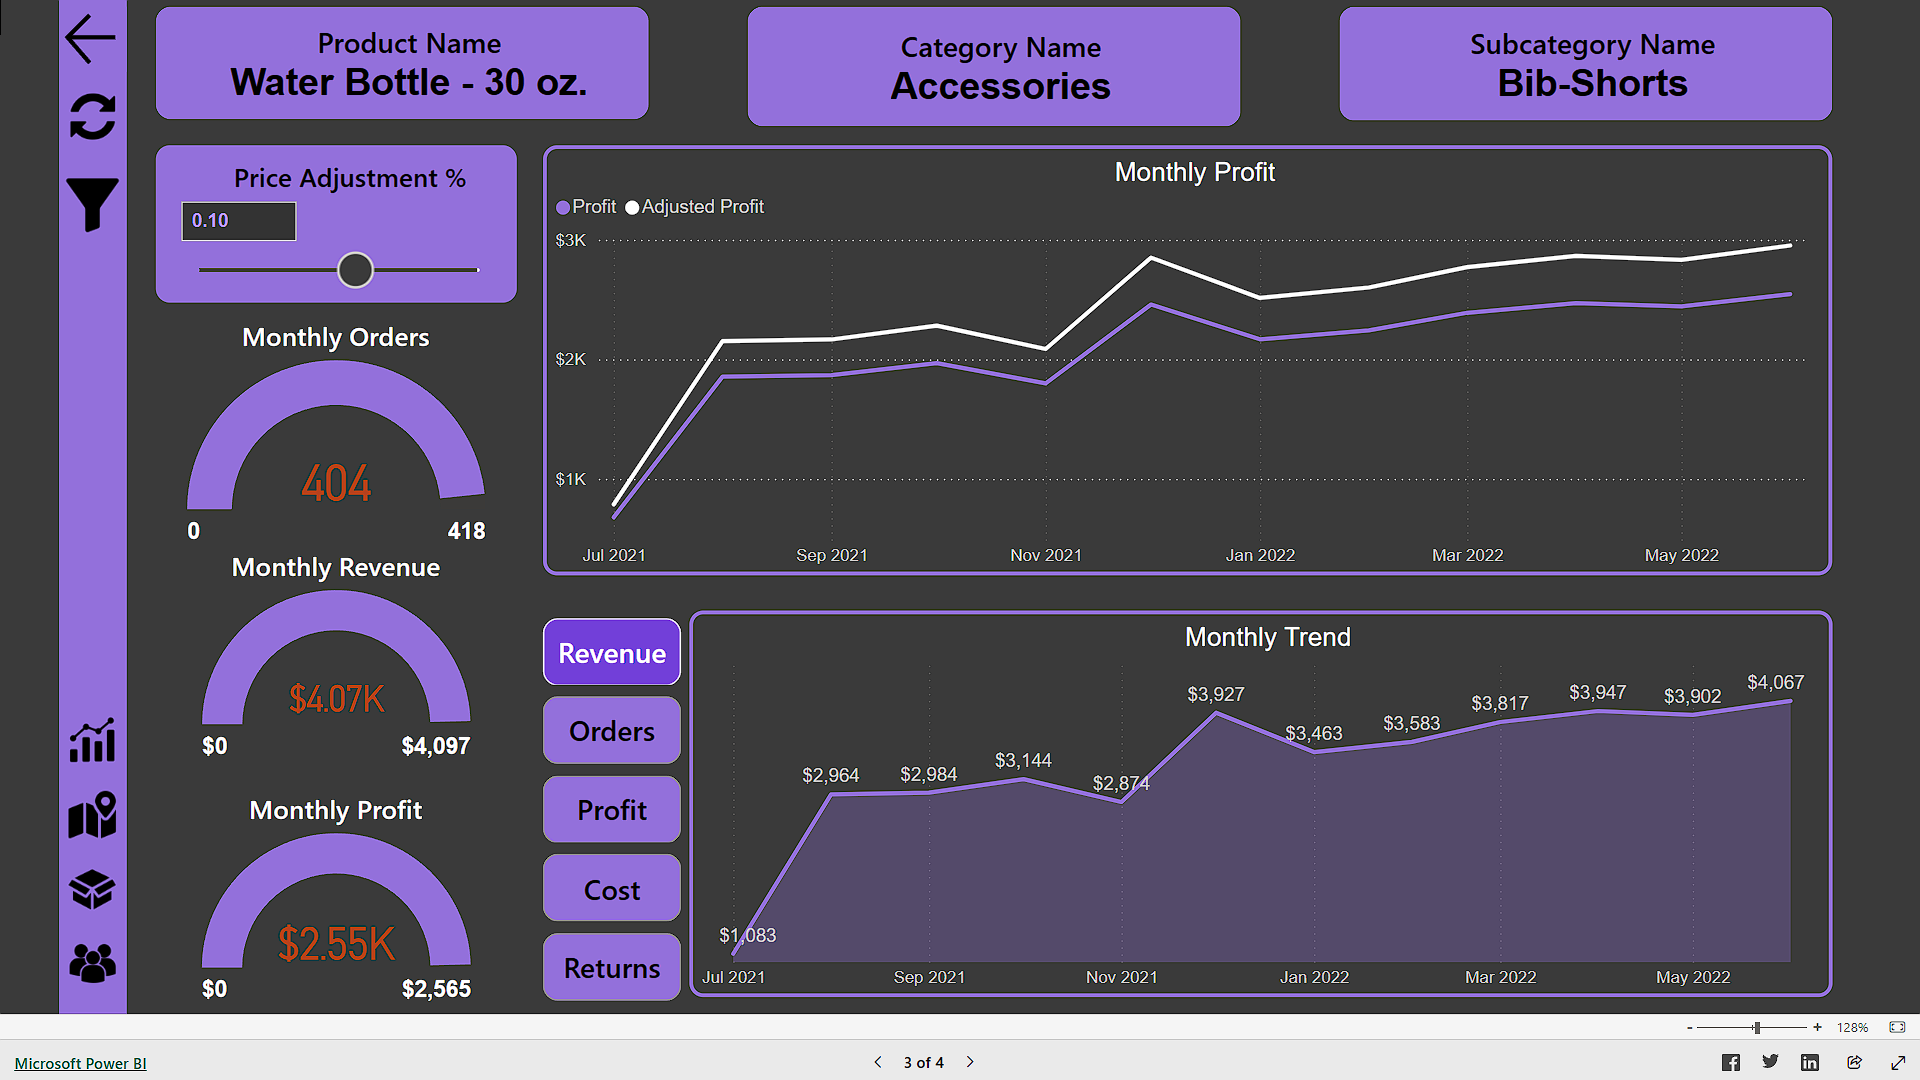 Product Name
Water Bottle - 30 oz.
Category Name
Accessories
Subcategory Name
Bib-Shorts
Price Adjustment %
0.10
Monthly Orders
404
0
418
Monthly Revenue
$4.07K
$0
$4,097
Monthly Profit
$2.55K
$0
$2,565
Monthly Profit
Profit Adjusted Profit
$3K
$2K
$1K
Jul 2021 Sep 2021 Nov 2021 Jan 2022 Mar 2022 May 2022
Revenue
Orders
Profit
Cost
Returns
Monthly Trend
$1,083 $2,964 $2,984 $3,144 $2,874 $3,927 $3,463 $3,583 $3,817 $3,947 $3,902 $4,067
Jul 2021 Sep 2021 Nov 2021 Jan 2022 Mar 2022 May 2022
- + 128%
Microsoft Power BI
< 3 of 4 >